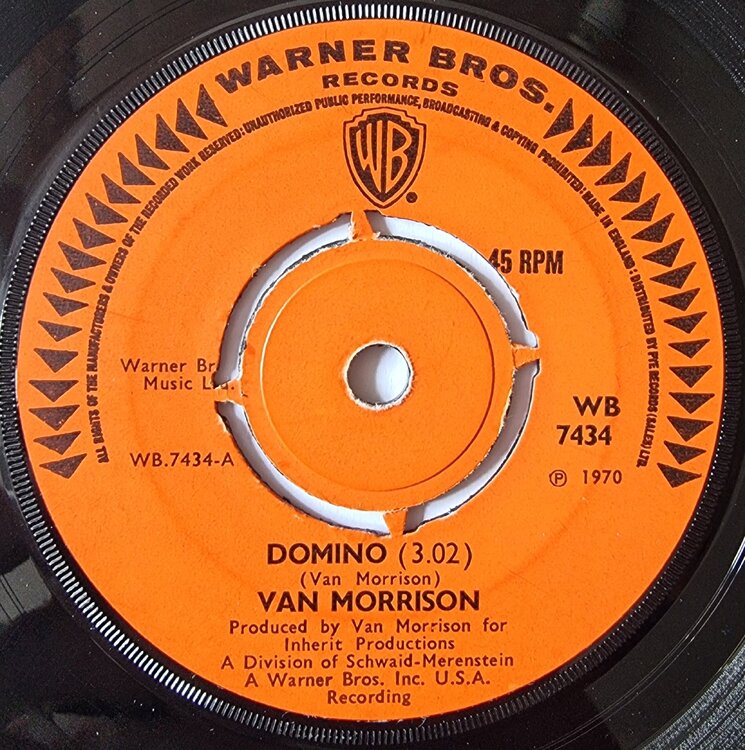 WARNER BROS.
RECORDS
ALL RIGHTS OF THE MANUFACTURERS & OWNERS OF THE RECORDED WORK RESERVED: UNAUTHORIZED PUBLIC PERFORMANCE, BROADCASTING & COPYING PROHIBITED: MADE IN ENGLAND: DISTRIBUTED BY PYE RECORDS (SALES) LTD.
WB
®
45 RPM
Warner Br
Music Ltd.
WB
7434
WB.7434-A
℗ 1970
DOMINO (3.02)
(Van Morrison)
VAN MORRISON
Produced by Van Morrison for
Inherit Productions
A Division of Schwaid-Merenstein
A Warner Bros. Inc. U.S.A.
Recording